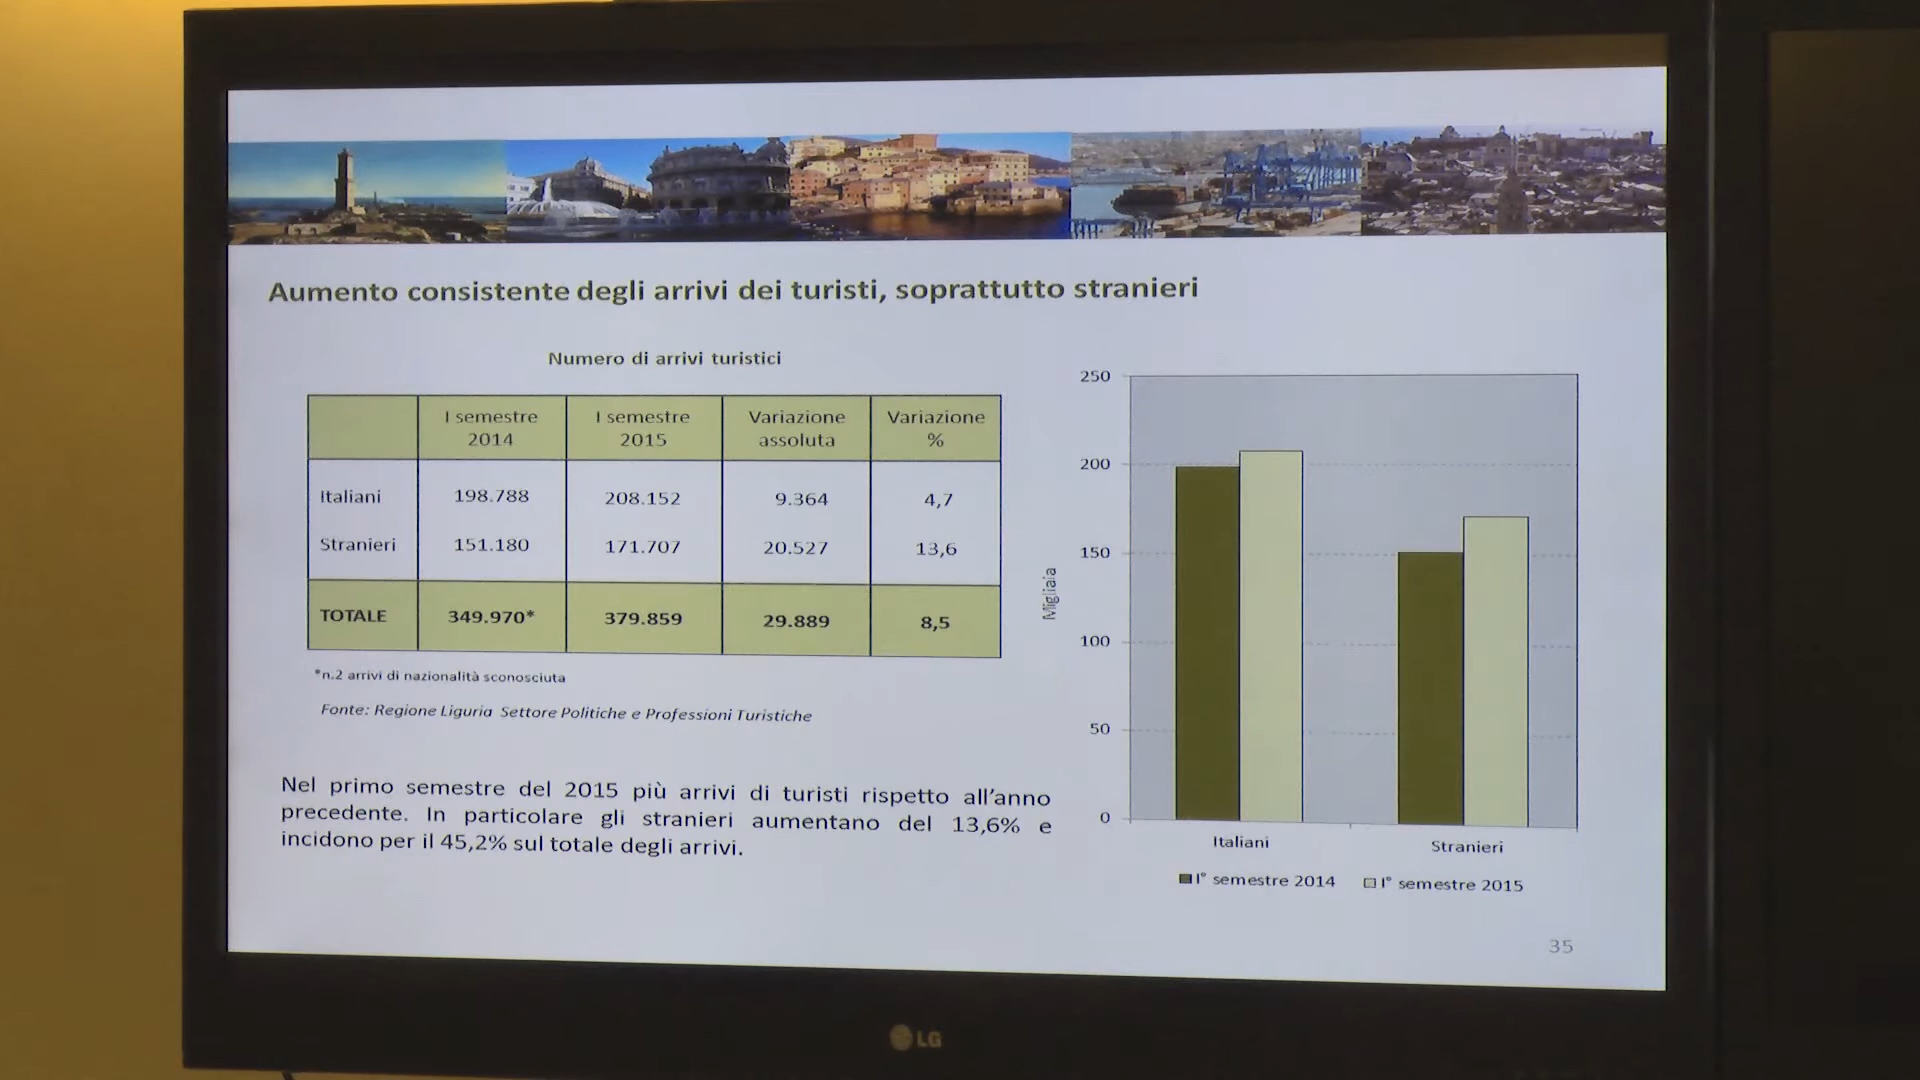 Aumento consistente degli arrivi dei turisti, soprattutto stranieri
Numero di arrivi turistici
I semestre 2014 I semestre 2015 Variazione assoluta Variazione %
Italiani 198.788 208.152 9.364 4,7
Stranieri 151.180 171.707 20.527 13,6
TOTALE 349.970* 379.859 29.889 8,5
*n.2 arrivi di nazionalità sconosciuta
Fonte: Regione Liguria Settore Politiche e Professioni Turistiche
Nel primo semestre del 2015 più arrivi di turisti rispetto all'anno
precedente. In particolare gli stranieri aumentano del 13,6% e
incidono per il 45,2% sul totale degli arrivi.
250
200
150
100
50
0
Migliaia
Italiani Stranieri
I° semestre 2014 I° semestre 2015
35
LG